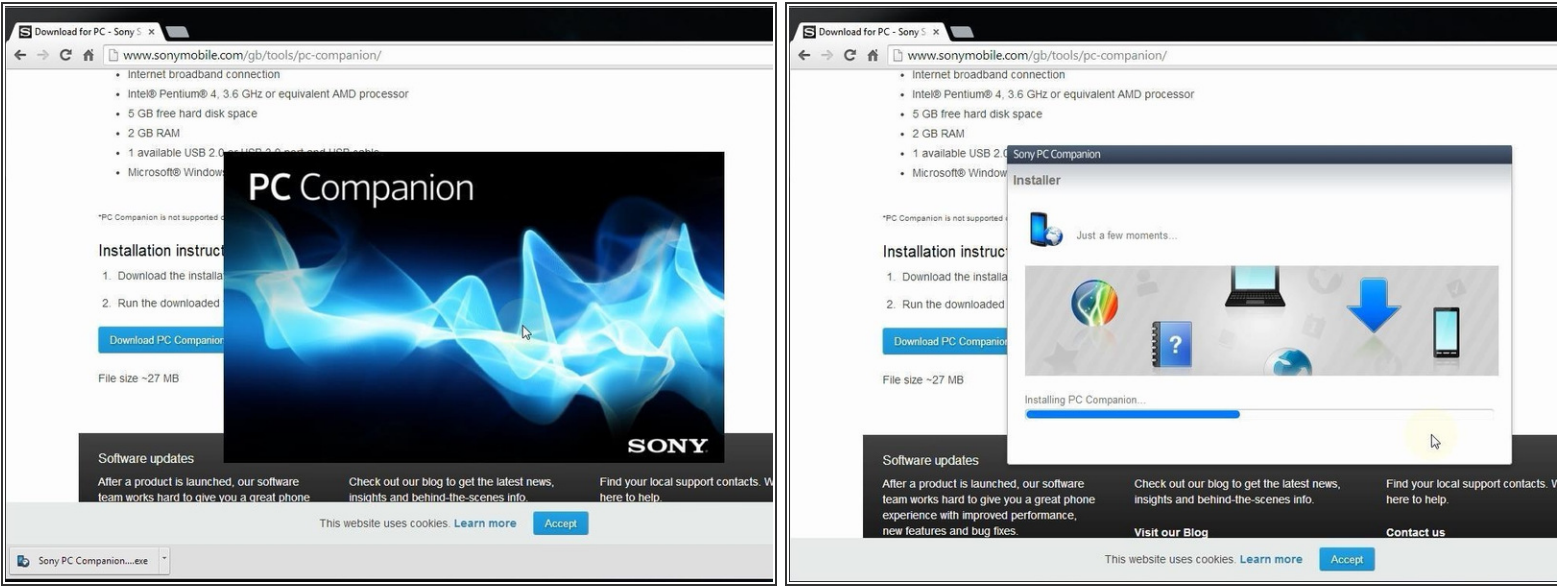 Download for PC - Sony S
www.sonymobile.com/gb/tools/pc-companion/
Internet broadband connection
Intel® Pentium® 4, 3.6 GHz or equivalent AMD processor
5 GB free hard disk space
2 GB RAM
1 available USB 2.0 or USB 3.0 port and USB cable
Microsoft® Window
PC Companion
*PC Companion is not supported
Installation instruct
1. Download the installa
2. Run the downloaded
Download PC Companion
File size ~27 MB
SONY
Software updates
After a product is launched, our software
team works hard to give you a great phone
Check out our blog to get the latest news,
insights and behind-the-scenes info.
Find your local support contacts. W
here to help.
This website uses cookies. Learn more
Accept
Sony PC Companion....exe
Download for PC - Sony S
www.sonymobile.com/gb/tools/pc-companion/
Internet broadband connection
Intel® Pentium® 4, 3.6 GHz or equivalent AMD processor
5 GB free hard disk space
2 GB RAM
1 available USB 2.0
Microsoft® Window
Sony PC Companion
Installer
Just a few moments...
?
Installing PC Companion...
*PC Companion is not supported
Installation instruc
1. Download the installa
2. Run the downloaded
Download PC Companion
File size ~27 MB
Software updates
After a product is launched, our software
team works hard to give you a great phone
experience with improved performance,
new features and bug fixes.
Check out our blog to get the latest news,
insights and behind-the-scenes info.
Visit our Blog
Find your local support contacts. W
here to help.
Contact us
This website uses cookies. Learn more
Accept